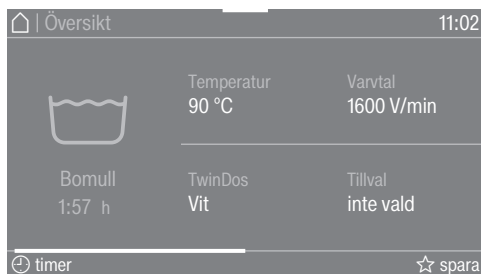 | Översikt 11:02
Temperatur Varvtal
90 °C 1600 V/min
Bomull TwinDos Tillval
1:57 h Vit inte vald
timer spara